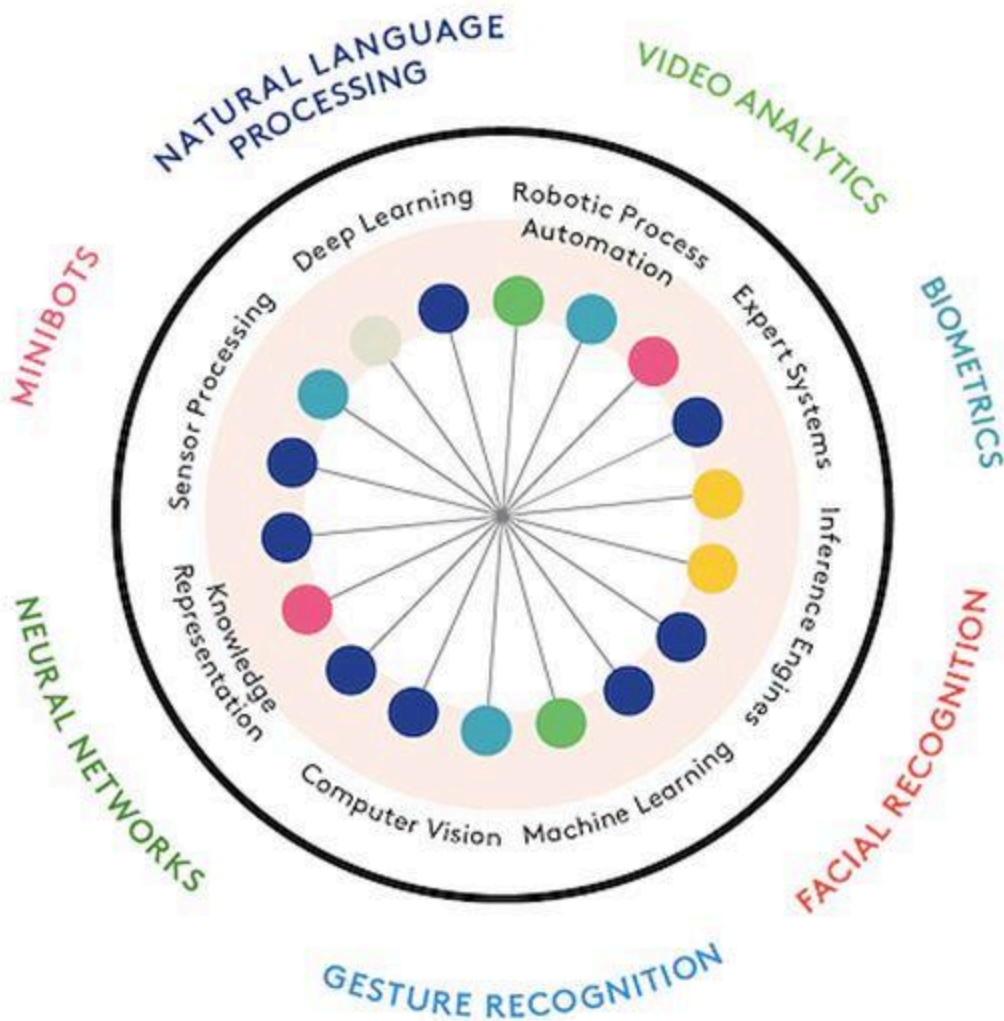 NATURAL LANGUAGE
PROCESSING
VIDEO ANALYTICS
BIOMETRICS
FACIAL RECOGNITION
GESTURE RECOGNITION
NEURAL NETWORKS
MINIBOTS
Deep Learning
Robotic Process
Automation
Expert Systems
Inference Engines
Machine Learning
Computer Vision
Knowledge
Representation
Sensor Processing